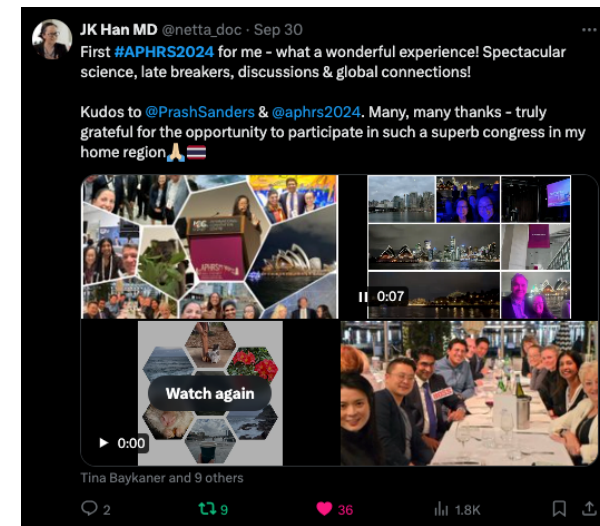 JK Han MD @netta_doc · Sep 30
First #APHRS2024 for me - what a wonderful experience! Spectacular
science, late breakers, discussions & global connections!
Kudos to @PrashSanders & @aphrs2024. Many, many thanks - truly
grateful for the opportunity to participate in such a superb congress in my
home region🙏🏼🇹🇭
0:07
Watch again
0:00
Tina Baykaner and 9 others
2
9
36
1.8K